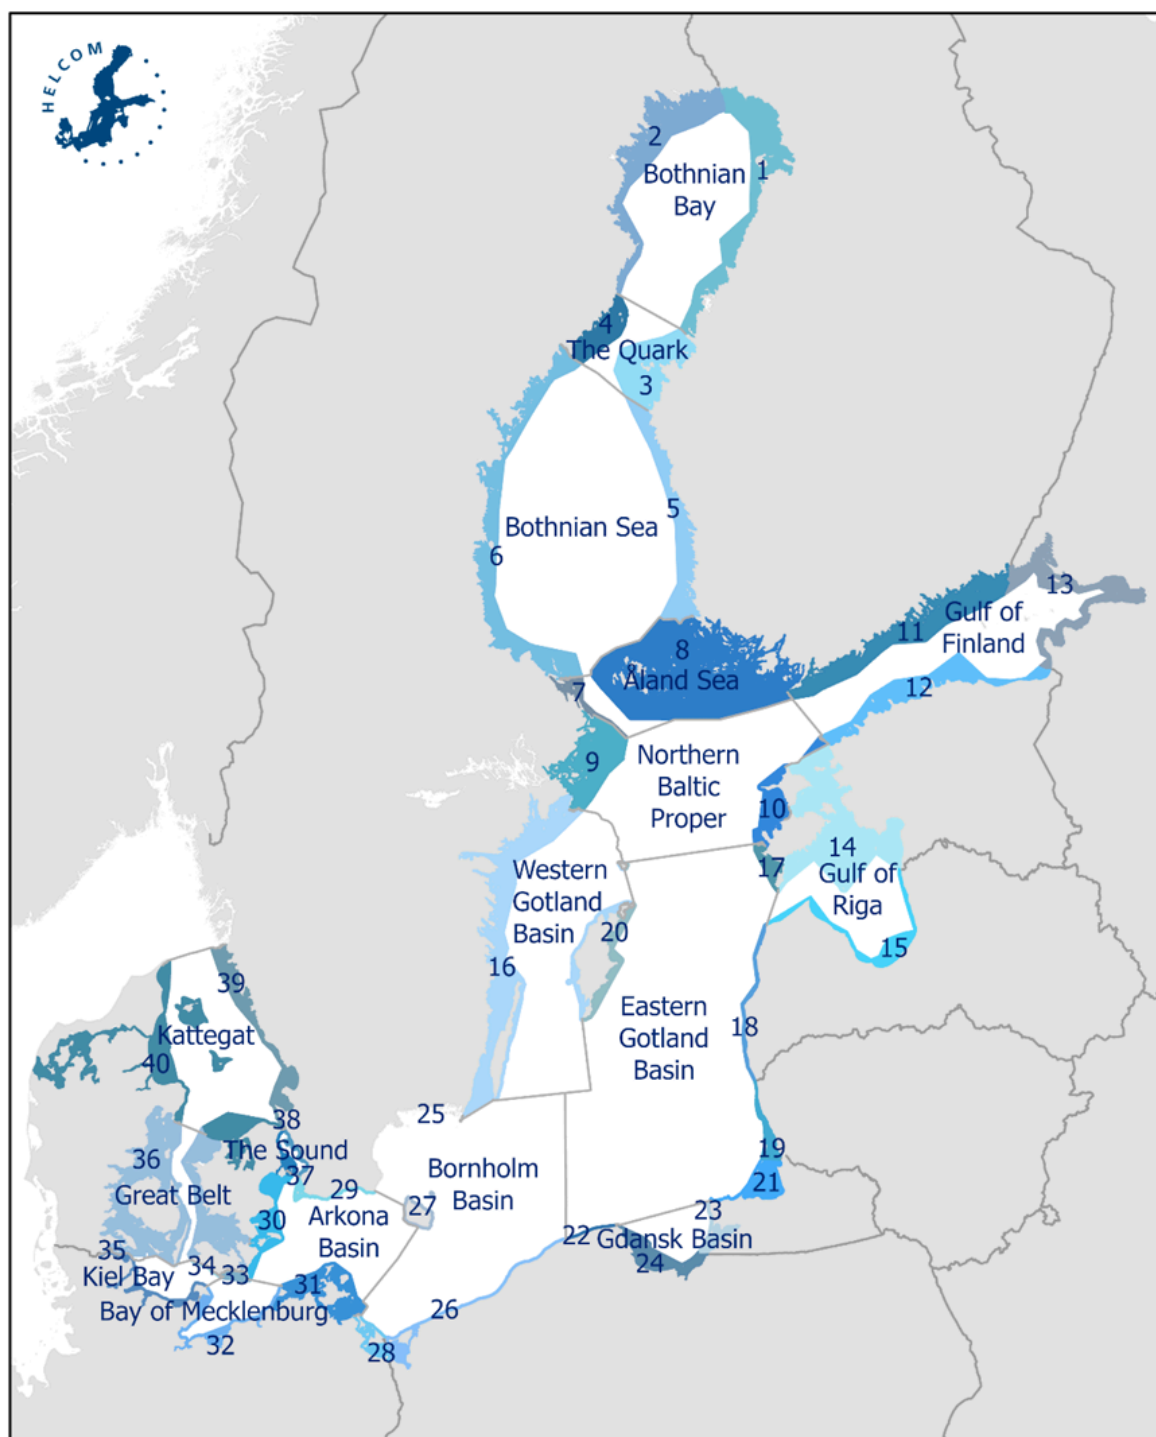 HELCOM
2
Bothnian
Bay
1
4
The Quark
3
5
Bothnian Sea
6
13
Gulf of
Finland
11
8
Åland Sea
7
12
9
Northern
Baltic
Proper
10
14
17
Gulf of
Riga
15
Western
Gotland
Basin
20
16
39
Kattegat
40
Eastern
Gotland
Basin
18
25
38
The Sound
19
36
37
29
Great Belt
Bornholm
Basin
27
21
30
Arkona
Basin
23
22
Gdansk Basin
24
35
34
33
Kiel Bay
31
Bay of Mecklenburg
26
32
28